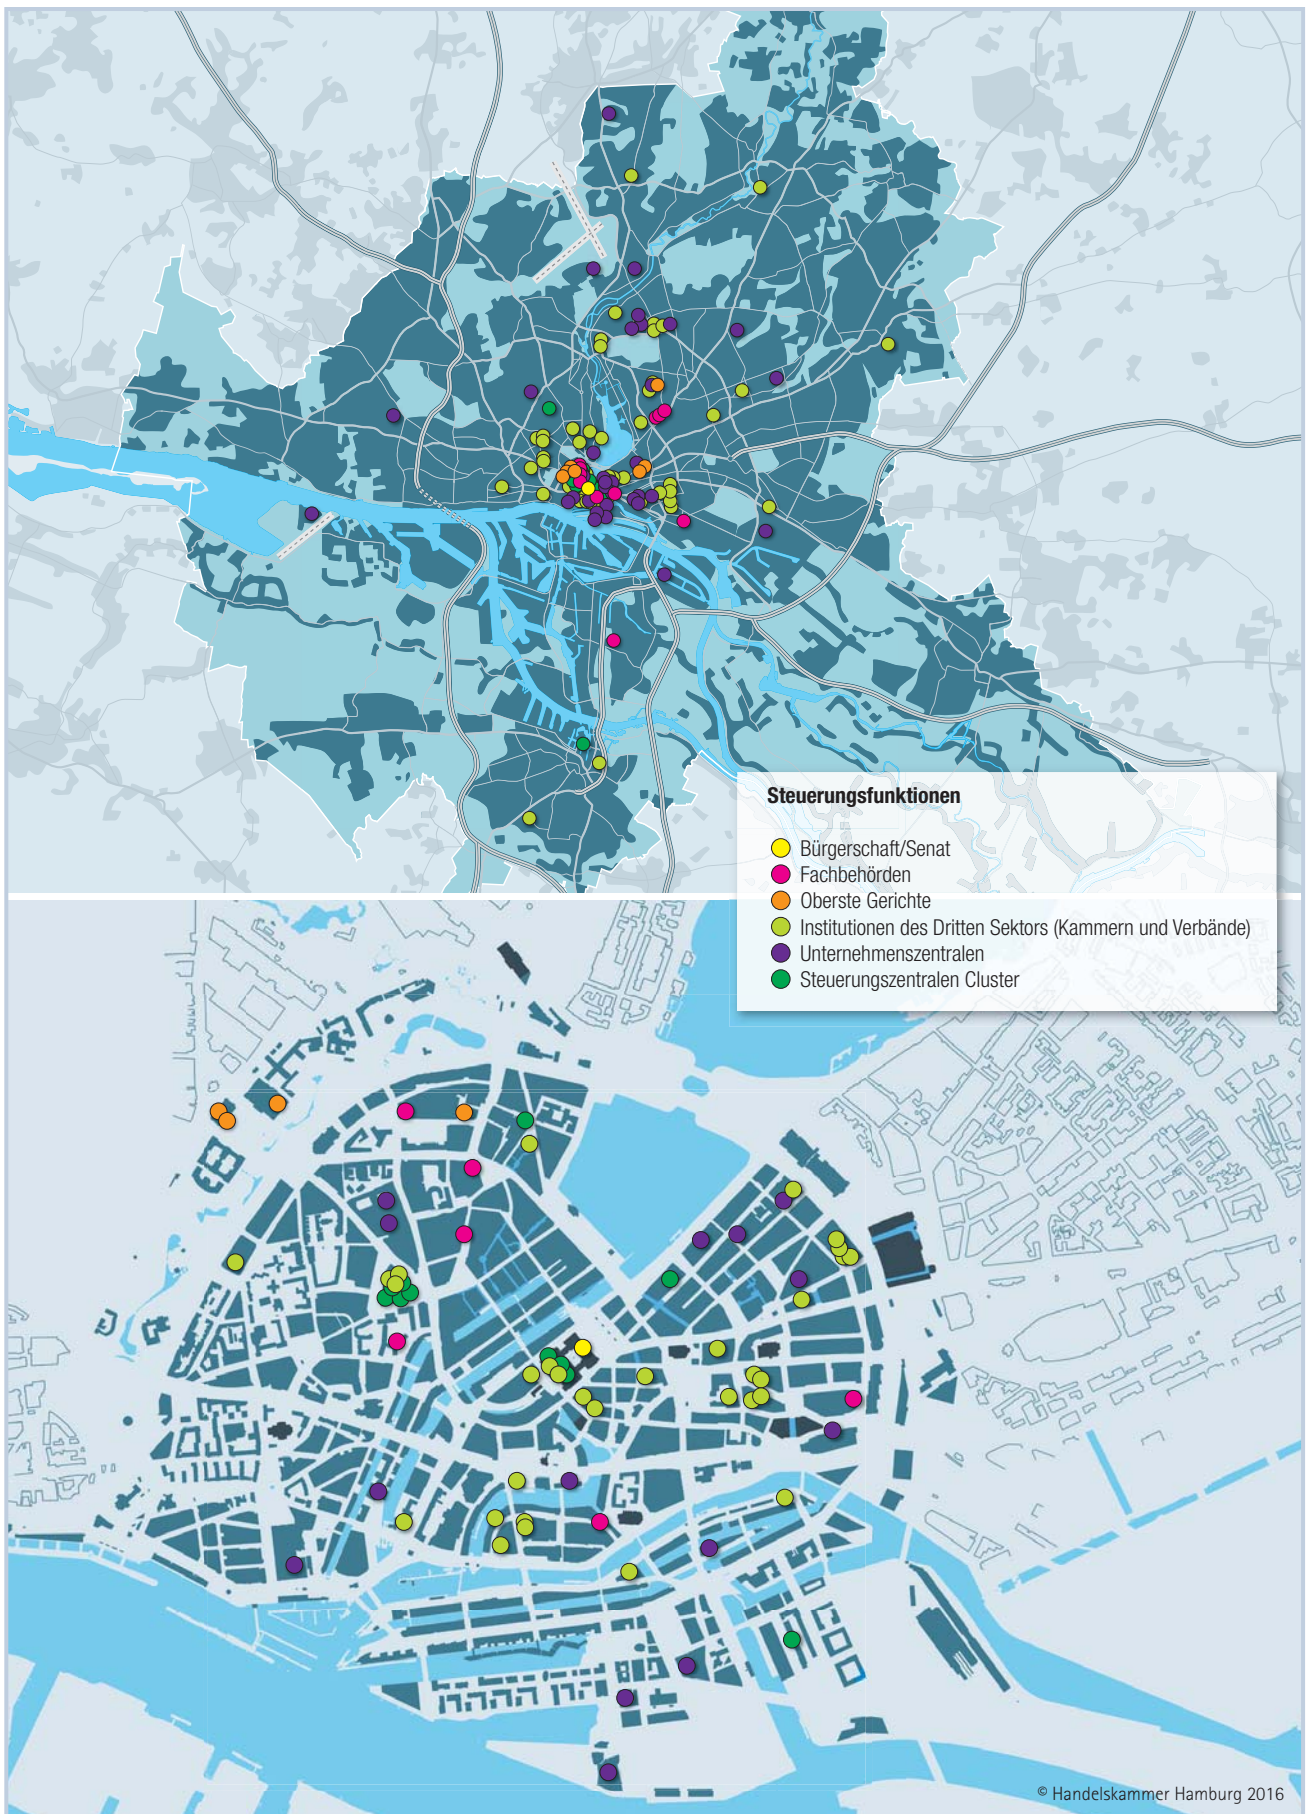 Steuerungsfunktionen
Bürgerschaft/Senat
Fachbehörden
Oberste Gerichte
Institutionen des Dritten Sektors (Kammern und Verbände)
Unternehmenszentralen
Steuerungszentralen Cluster
© Handelskammer Hamburg 2016